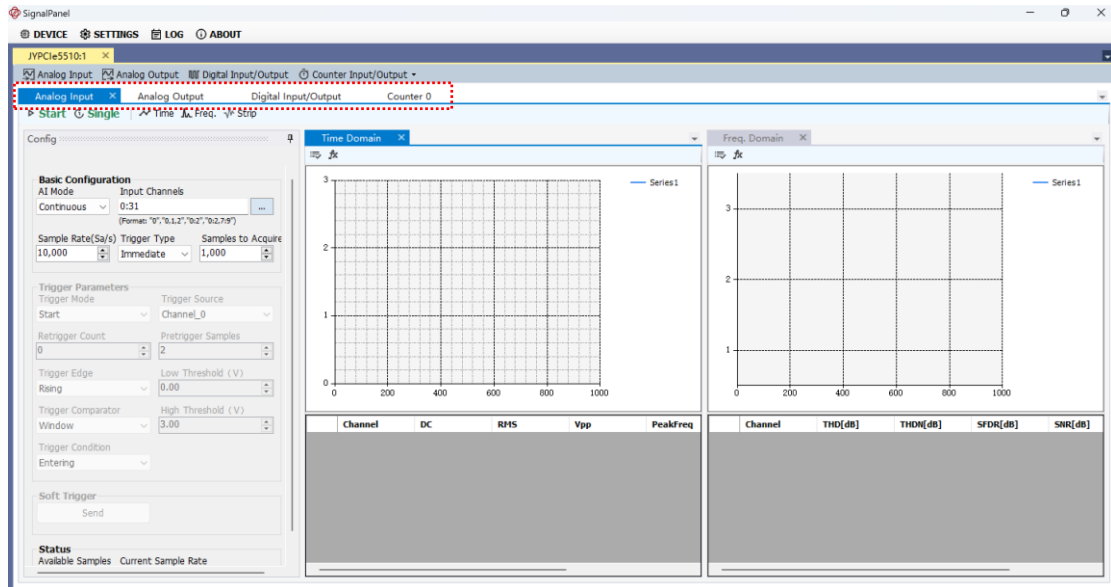 SignalPanel
DEVICE SETTINGS LOG ABOUT
JYPCIe5510:1
Analog Input Analog Output Digital Input/Output Counter Input/Output
Analog Input Analog Output Digital Input/Output Counter 0
Start Single Time Freq. Strip
Config
Basic Configuration
AI Mode Input Channels
Continuous 0:31 ...
(Format: "0","0,1,2","0:2","0:2,7:9")
Sample Rate(Sa/s) Trigger Type Samples to Acquire
10,000 Immediate 1,000
Trigger Parameters
Trigger Mode Trigger Source
Start Channel_0
Retrigger Count Pretrigger Samples
0 2
Trigger Edge Low Threshold (V)
Rising 0.00
Trigger Comparator High Threshold (V)
Window 3.00
Trigger Condition
Entering
Soft Trigger
Send
Status
Available Samples Current Sample Rate
Time Domain
fx
Series1
3
2
1
0
0 200 400 600 800 1000
Channel DC RMS Vpp PeakFreq
Freq. Domain
fx
Series1
3
2
1
0 200 400 600 800 1000
Channel THD[dB] THDN[dB] SFDR[dB] SNR[dB]